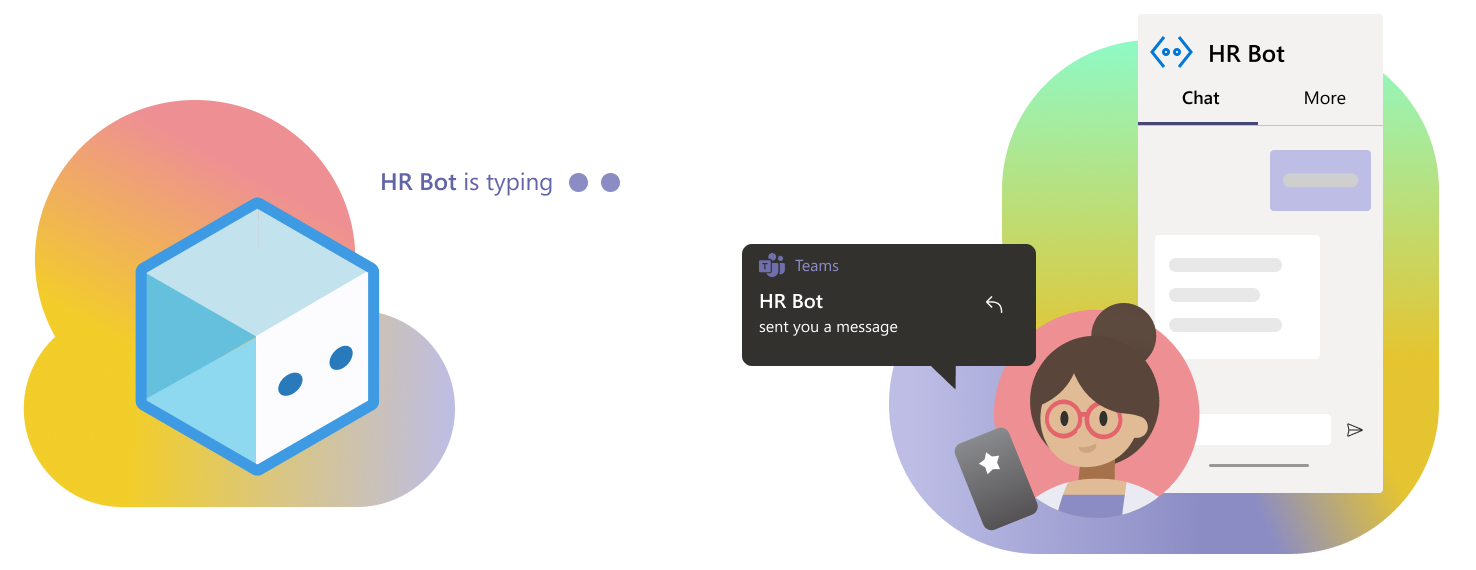 HR Bot is typing
HR Bot
Chat More
Teams
HR Bot
sent you a message